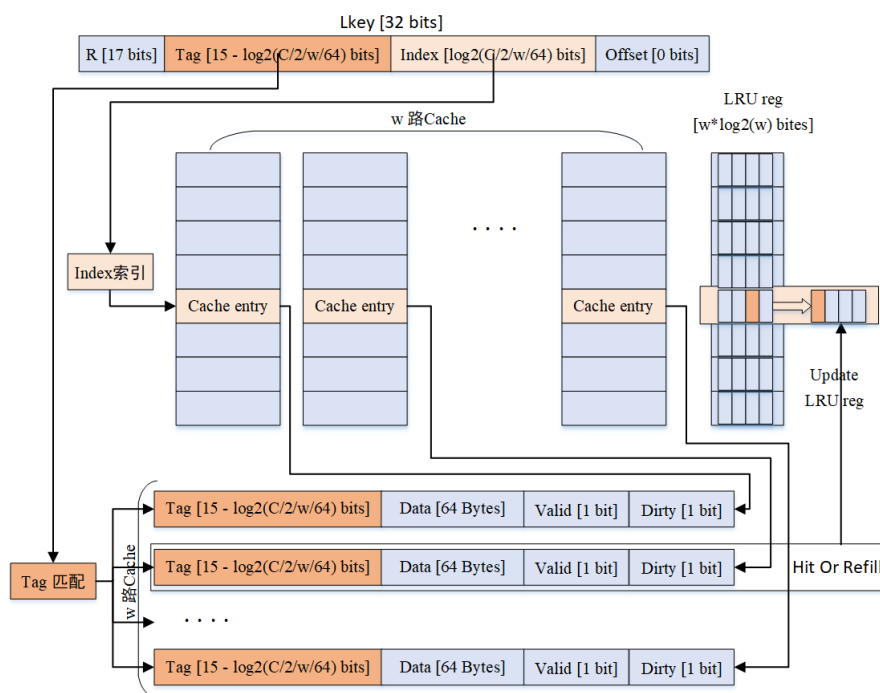 Lkey [32 bits]
R [17 bits] Tag [15 - log2(C/2/w/64) bits] Index [log2(C/2/w/64) bits] Offset [0 bits]
w 路Cache
LRU reg
[w*log2(w) bites]
Index索引
Cache entry Cache entry Cache entry
. . . .
Update
LRU reg
Tag [15 - log2(C/2/w/64) bits] Data [64 Bytes] Valid [1 bit] Dirty [1 bit]
Tag 匹配
w 路Cache
Tag [15 - log2(C/2/w/64) bits] Data [64 Bytes] Valid [1 bit] Dirty [1 bit] Hit Or Refill
. . . .
Tag [15 - log2(C/2/w/64) bits] Data [64 Bytes] Valid [1 bit] Dirty [1 bit]